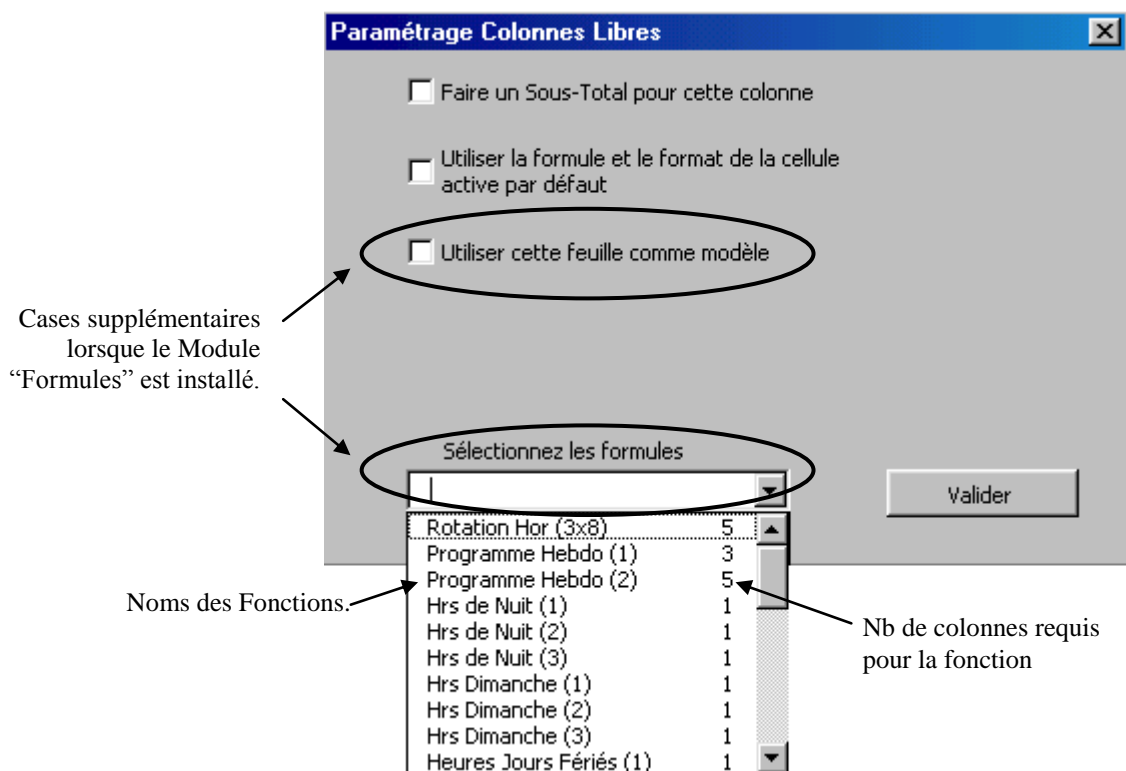 Paramétrage Colonnes Libres
Faire un Sous-Total pour cette colonne
Utiliser la formule et le format de la cellule
active par défaut
Utiliser cette feuille comme modèle
Cases supplémentaires
lorsque le Module
“Formules” est installé.
Sélectionnez les formules
Valider
Rotation Hor (3x8) 5
Programme Hebdo (1) 3
Programme Hebdo (2) 5
Hrs de Nuit (1) 1
Hrs de Nuit (2) 1
Hrs de Nuit (3) 1
Hrs Dimanche (1) 1
Hrs Dimanche (2) 1
Hrs Dimanche (3) 1
Heures Jours Fériés (1) 1
Noms des Fonctions.
Nb de colonnes requis
pour la fonction